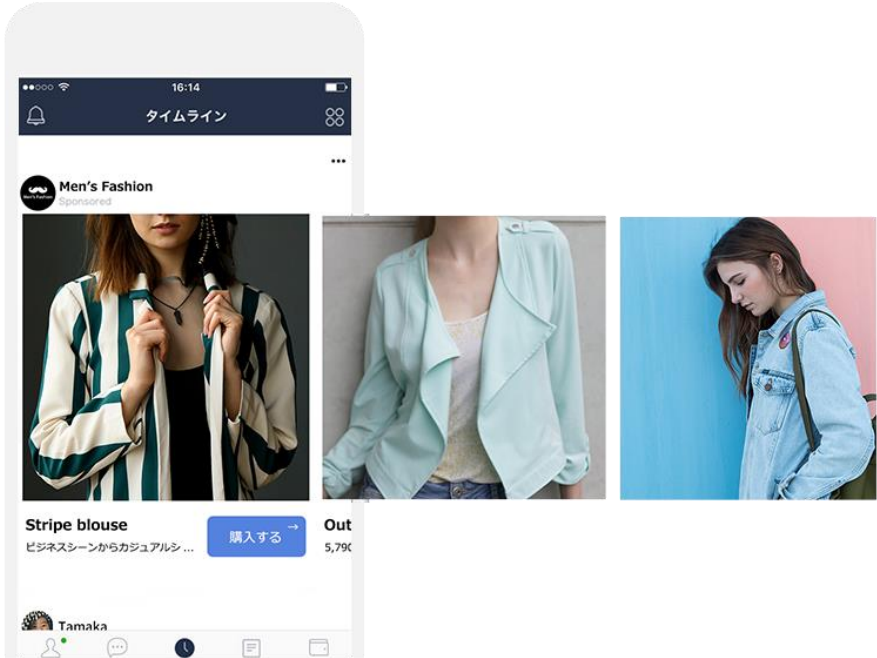 16:14
タイムライン
Men's Fashion
Sponsored
Stripe blouse
ビジネスシーンからカジュアルシ ...
購入する
Out
5,790
Tamaka